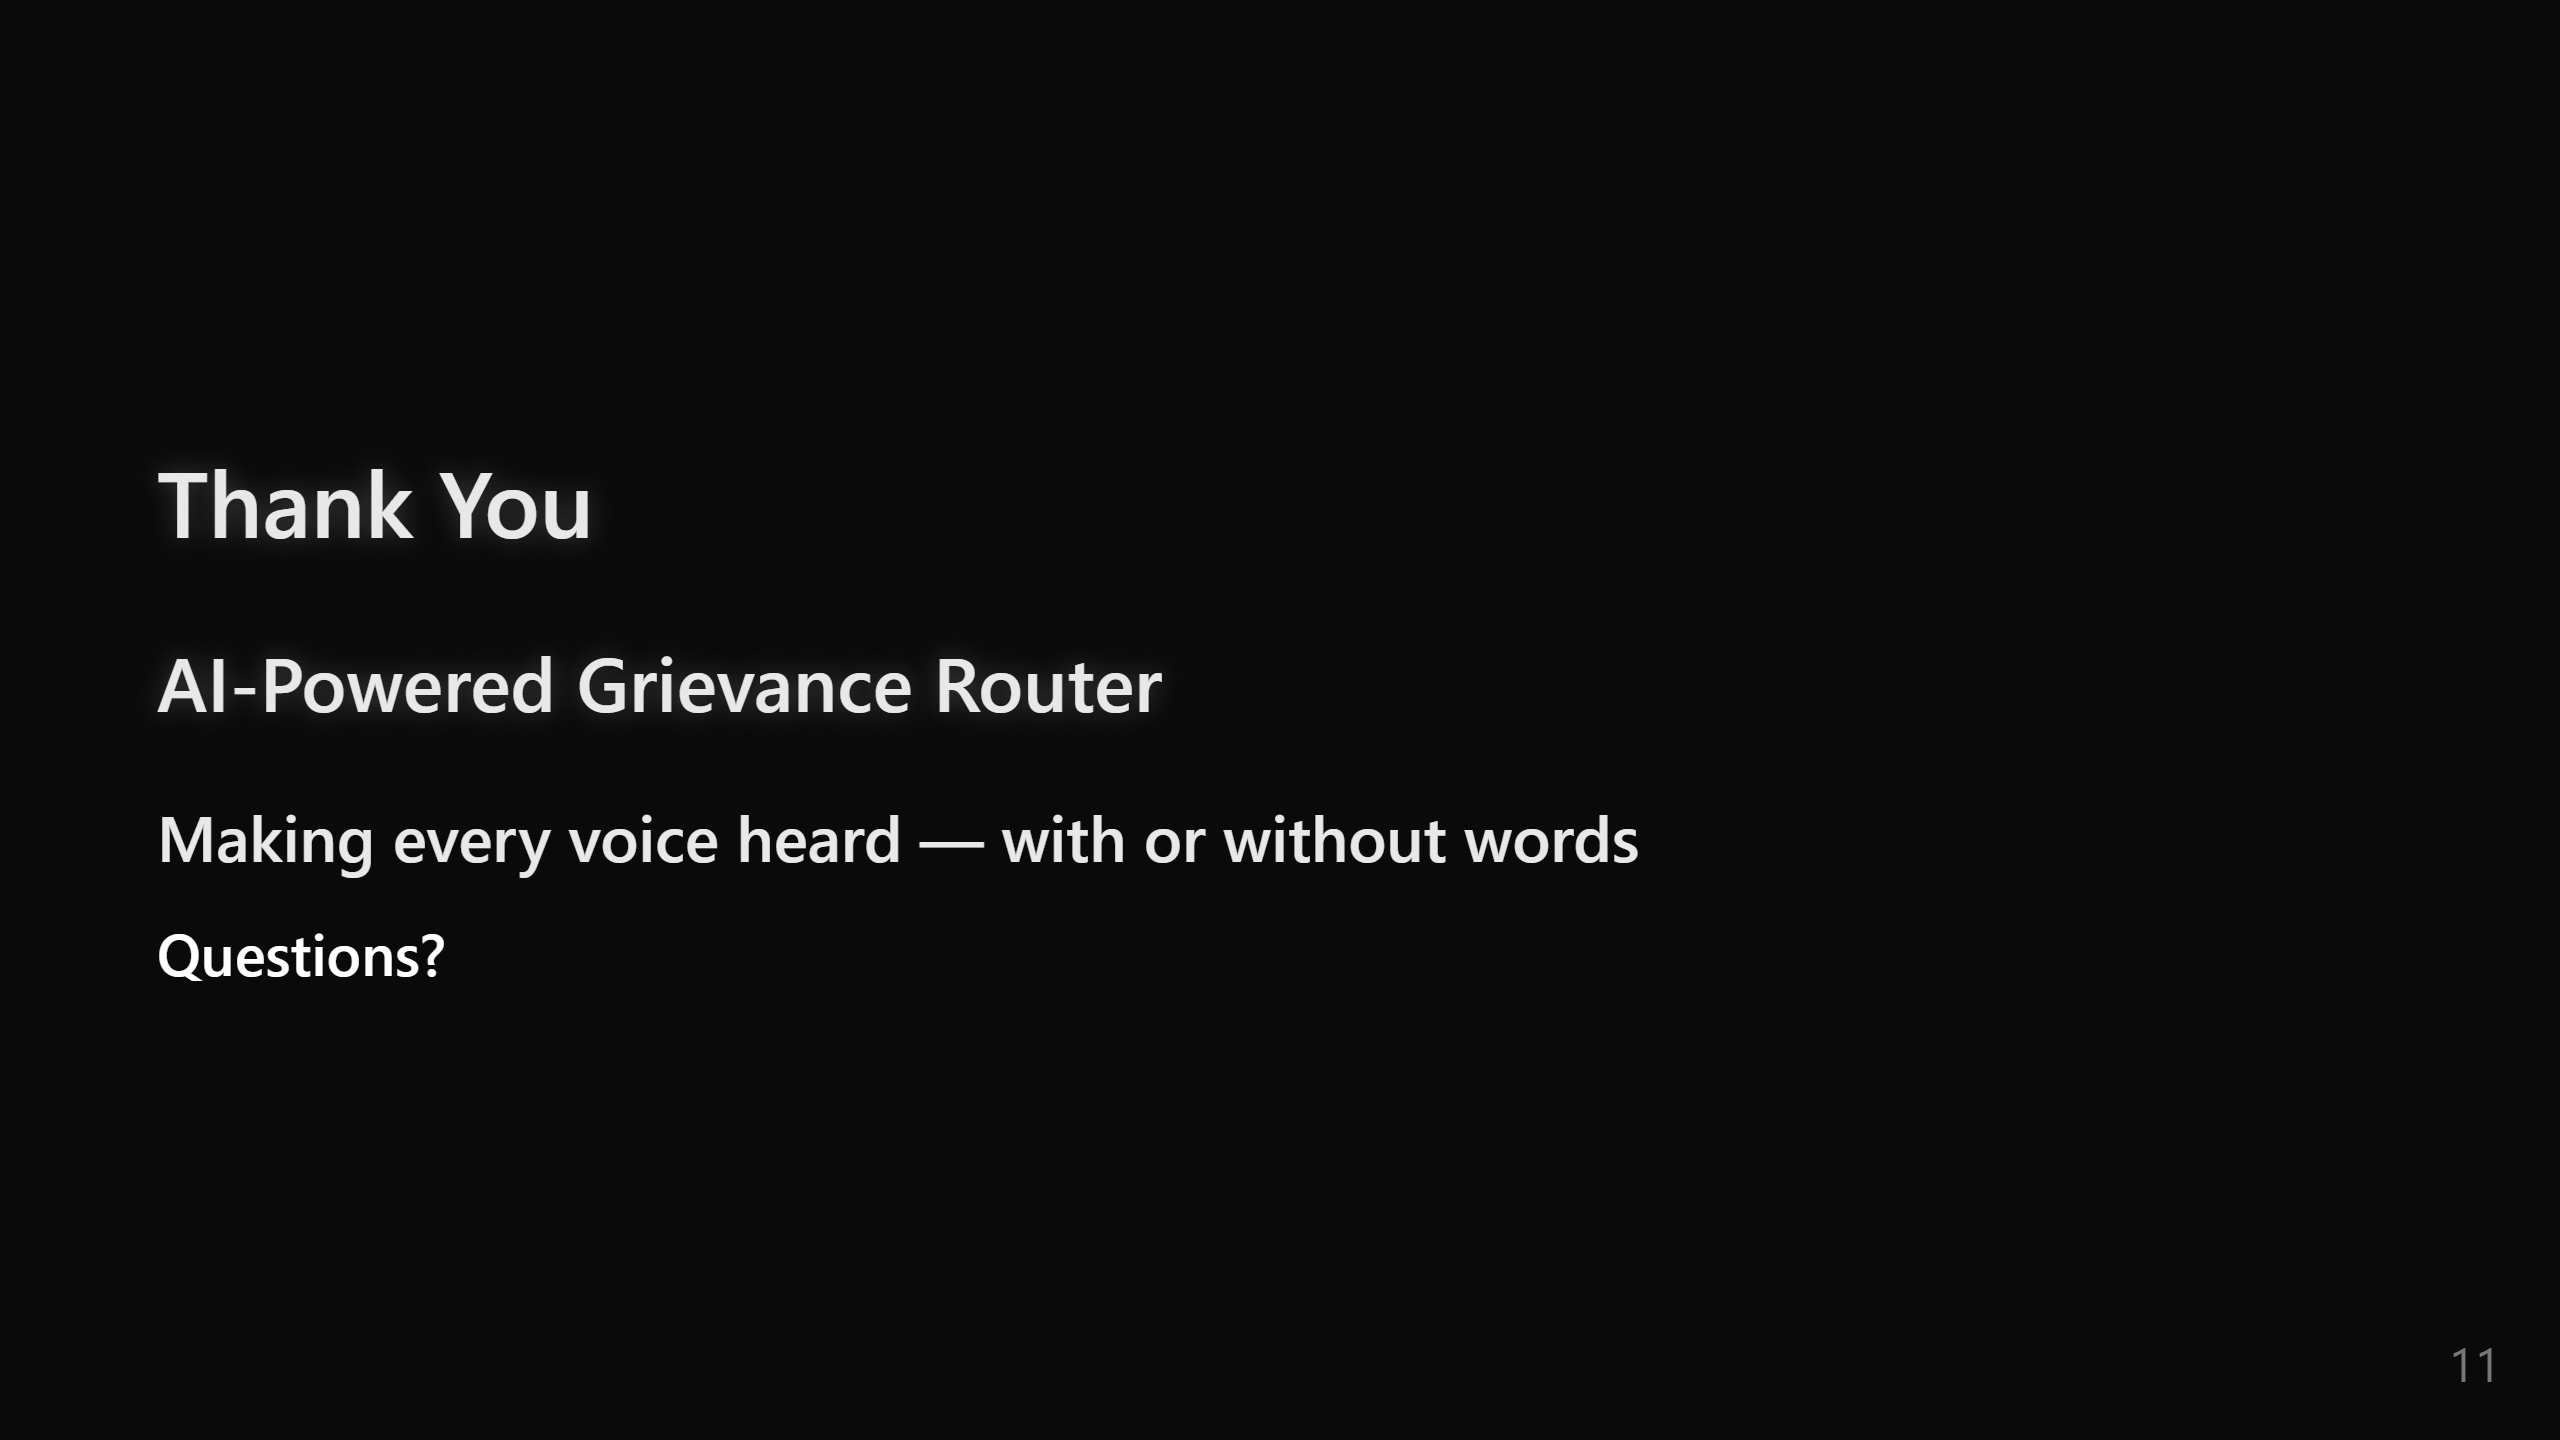 Thank You
AI-Powered Grievance Router
Making every voice heard — with or without words
Questions?
11